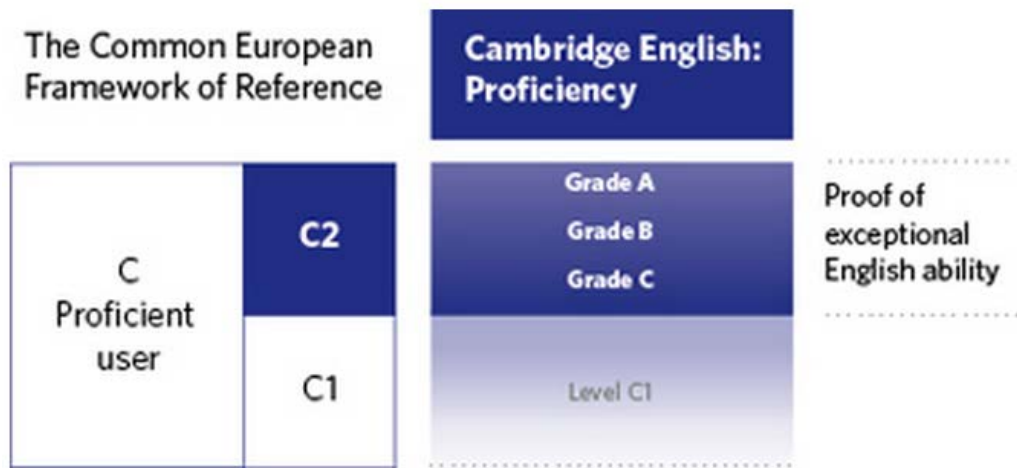 The Common European
Framework of Reference
Cambridge English:
Proficiency
C
Proficient
user
C2
C1
Grade A
Grade B
Grade C
Level C1
Proof of
exceptional
English ability